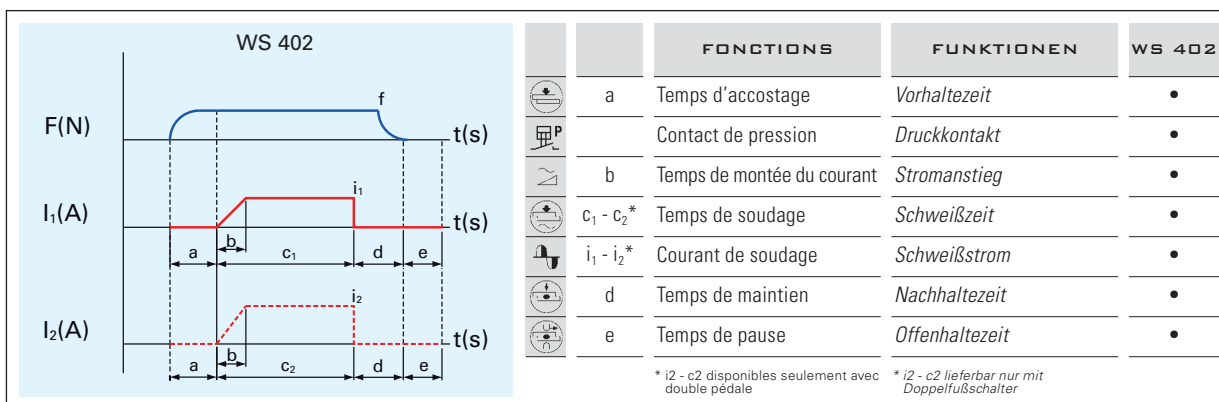 WS 402
F(N)
f
t(s)
I₁(A)
i₁
t(s)
b
a c₁ d e
I₂(A)
i₂
t(s)
b
a c₂ d e
FONCTIONS FUNKTIONEN WS 402
a Temps d'accostage Vorhaltezeit •
P Contact de pression Druckkontakt •
b Temps de montée du courant Stromanstieg •
c₁ - c₂* Temps de soudage Schweißzeit •
i₁ - i₂* Courant de soudage Schweißstrom •
d Temps de maintien Nachhaltezeit •
e Temps de pause Offenhaltezeit •
* i2 - c2 disponibles seulement avec
double pédale
* i2 - c2 lieferbar nur mit
Doppelfußschalter